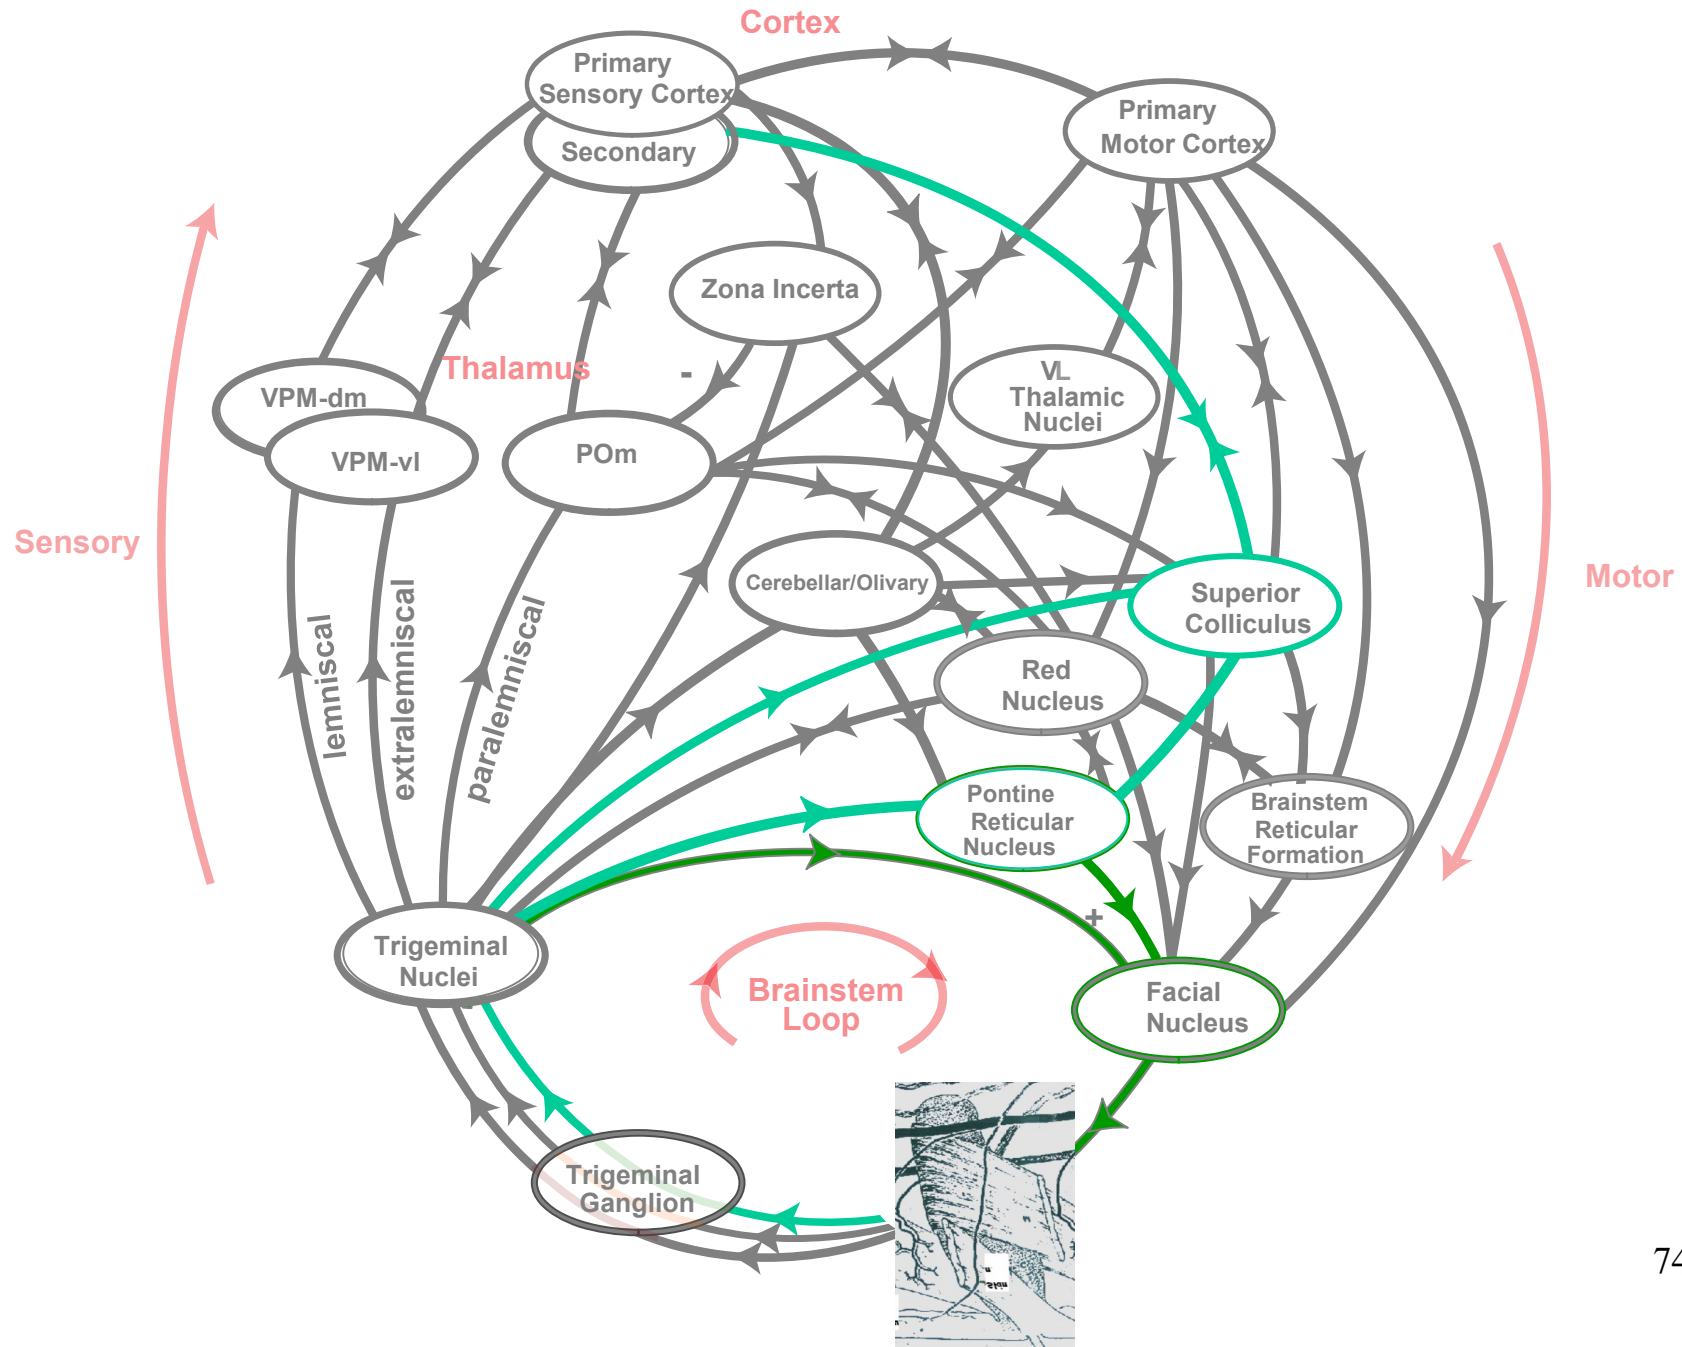 Cortex
Primary
Sensory Cortex
Secondary
Primary
Motor Cortex
Zona Incerta
Thalamus
-
VL
Thalamic
Nuclei
VPM-dm
VPM-vl
POm
Sensory
Motor
Cerebellar/Olivary
Superior
Colliculus
lemniscal
extralemniscal
paralemniscal
Red
Nucleus
Pontine
Reticular
Nucleus
Brainstem
Reticular
Formation
+
Trigeminal
Nuclei
Brainstem
Loop
Facial
Nucleus
Trigeminal
Ganglion
74